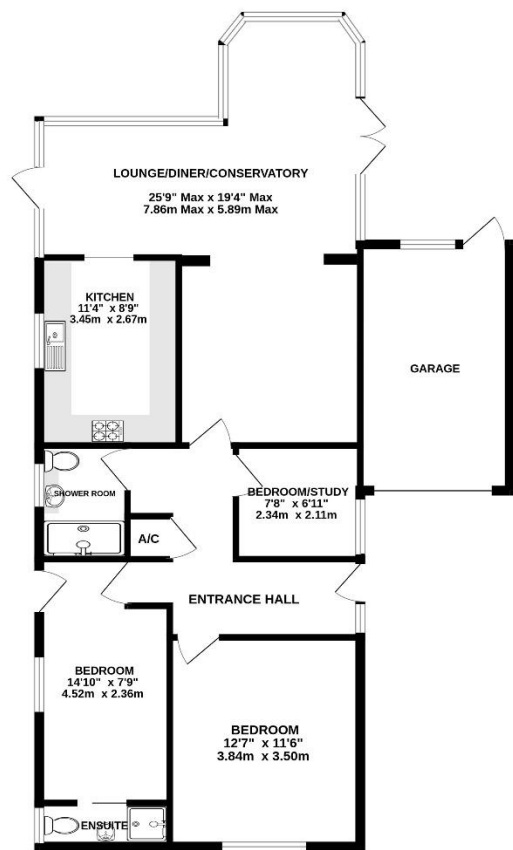 LOUNGE/DINER/CONSERVATORY
25'9" Max x 19'4" Max
7.86m Max x 5.89m Max
KITCHEN
11'4" x 8'9"
3.45m x 2.67m
GARAGE
SHOWER ROOM
BEDROOM/STUDY
7'8" x 6'11"
2.34m x 2.11m
A/C
ENTRANCE HALL
BEDROOM
14'10" x 7'9"
4.52m x 2.36m
BEDROOM
12'7" x 11'6"
3.84m x 3.50m
ENSUITE